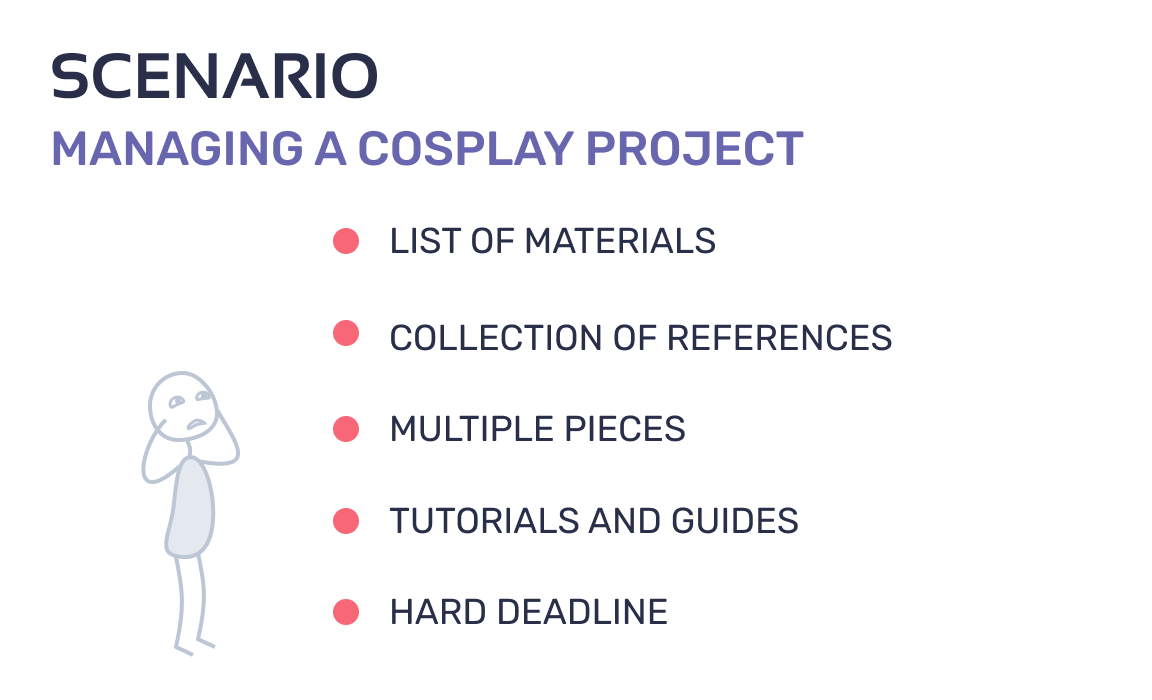 SCENARIO
MANAGING A COSPLAY PROJECT
LIST OF MATERIALS
COLLECTION OF REFERENCES
MULTIPLE PIECES
TUTORIALS AND GUIDES
HARD DEADLINE